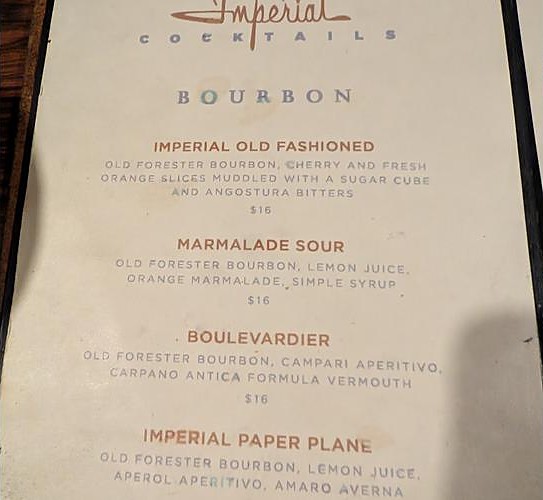 Imperial
COCKTAILS
BOURBON
IMPERIAL OLD FASHIONED
OLD FORESTER BOURBON, CHERRY AND FRESH
ORANGE SLICES MUDDLED WITH A SUGAR CUBE
AND ANGOSTURA BITTERS
$16
MARMALADE SOUR
OLD FORESTER BOURBON, LEMON JUICE,
ORANGE MARMALADE, SIMPLE SYRUP
$16
BOULEVARDIER
OLD FORESTER BOURBON, CAMPARI APERITIVO,
CARPANO ANTICA FORMULA VERMOUTH
$16
IMPERIAL PAPER PLANE
OLD FORESTER BOURBON, LEMON JUICE,
APEROL APERITIVO, AMARO AVERNA